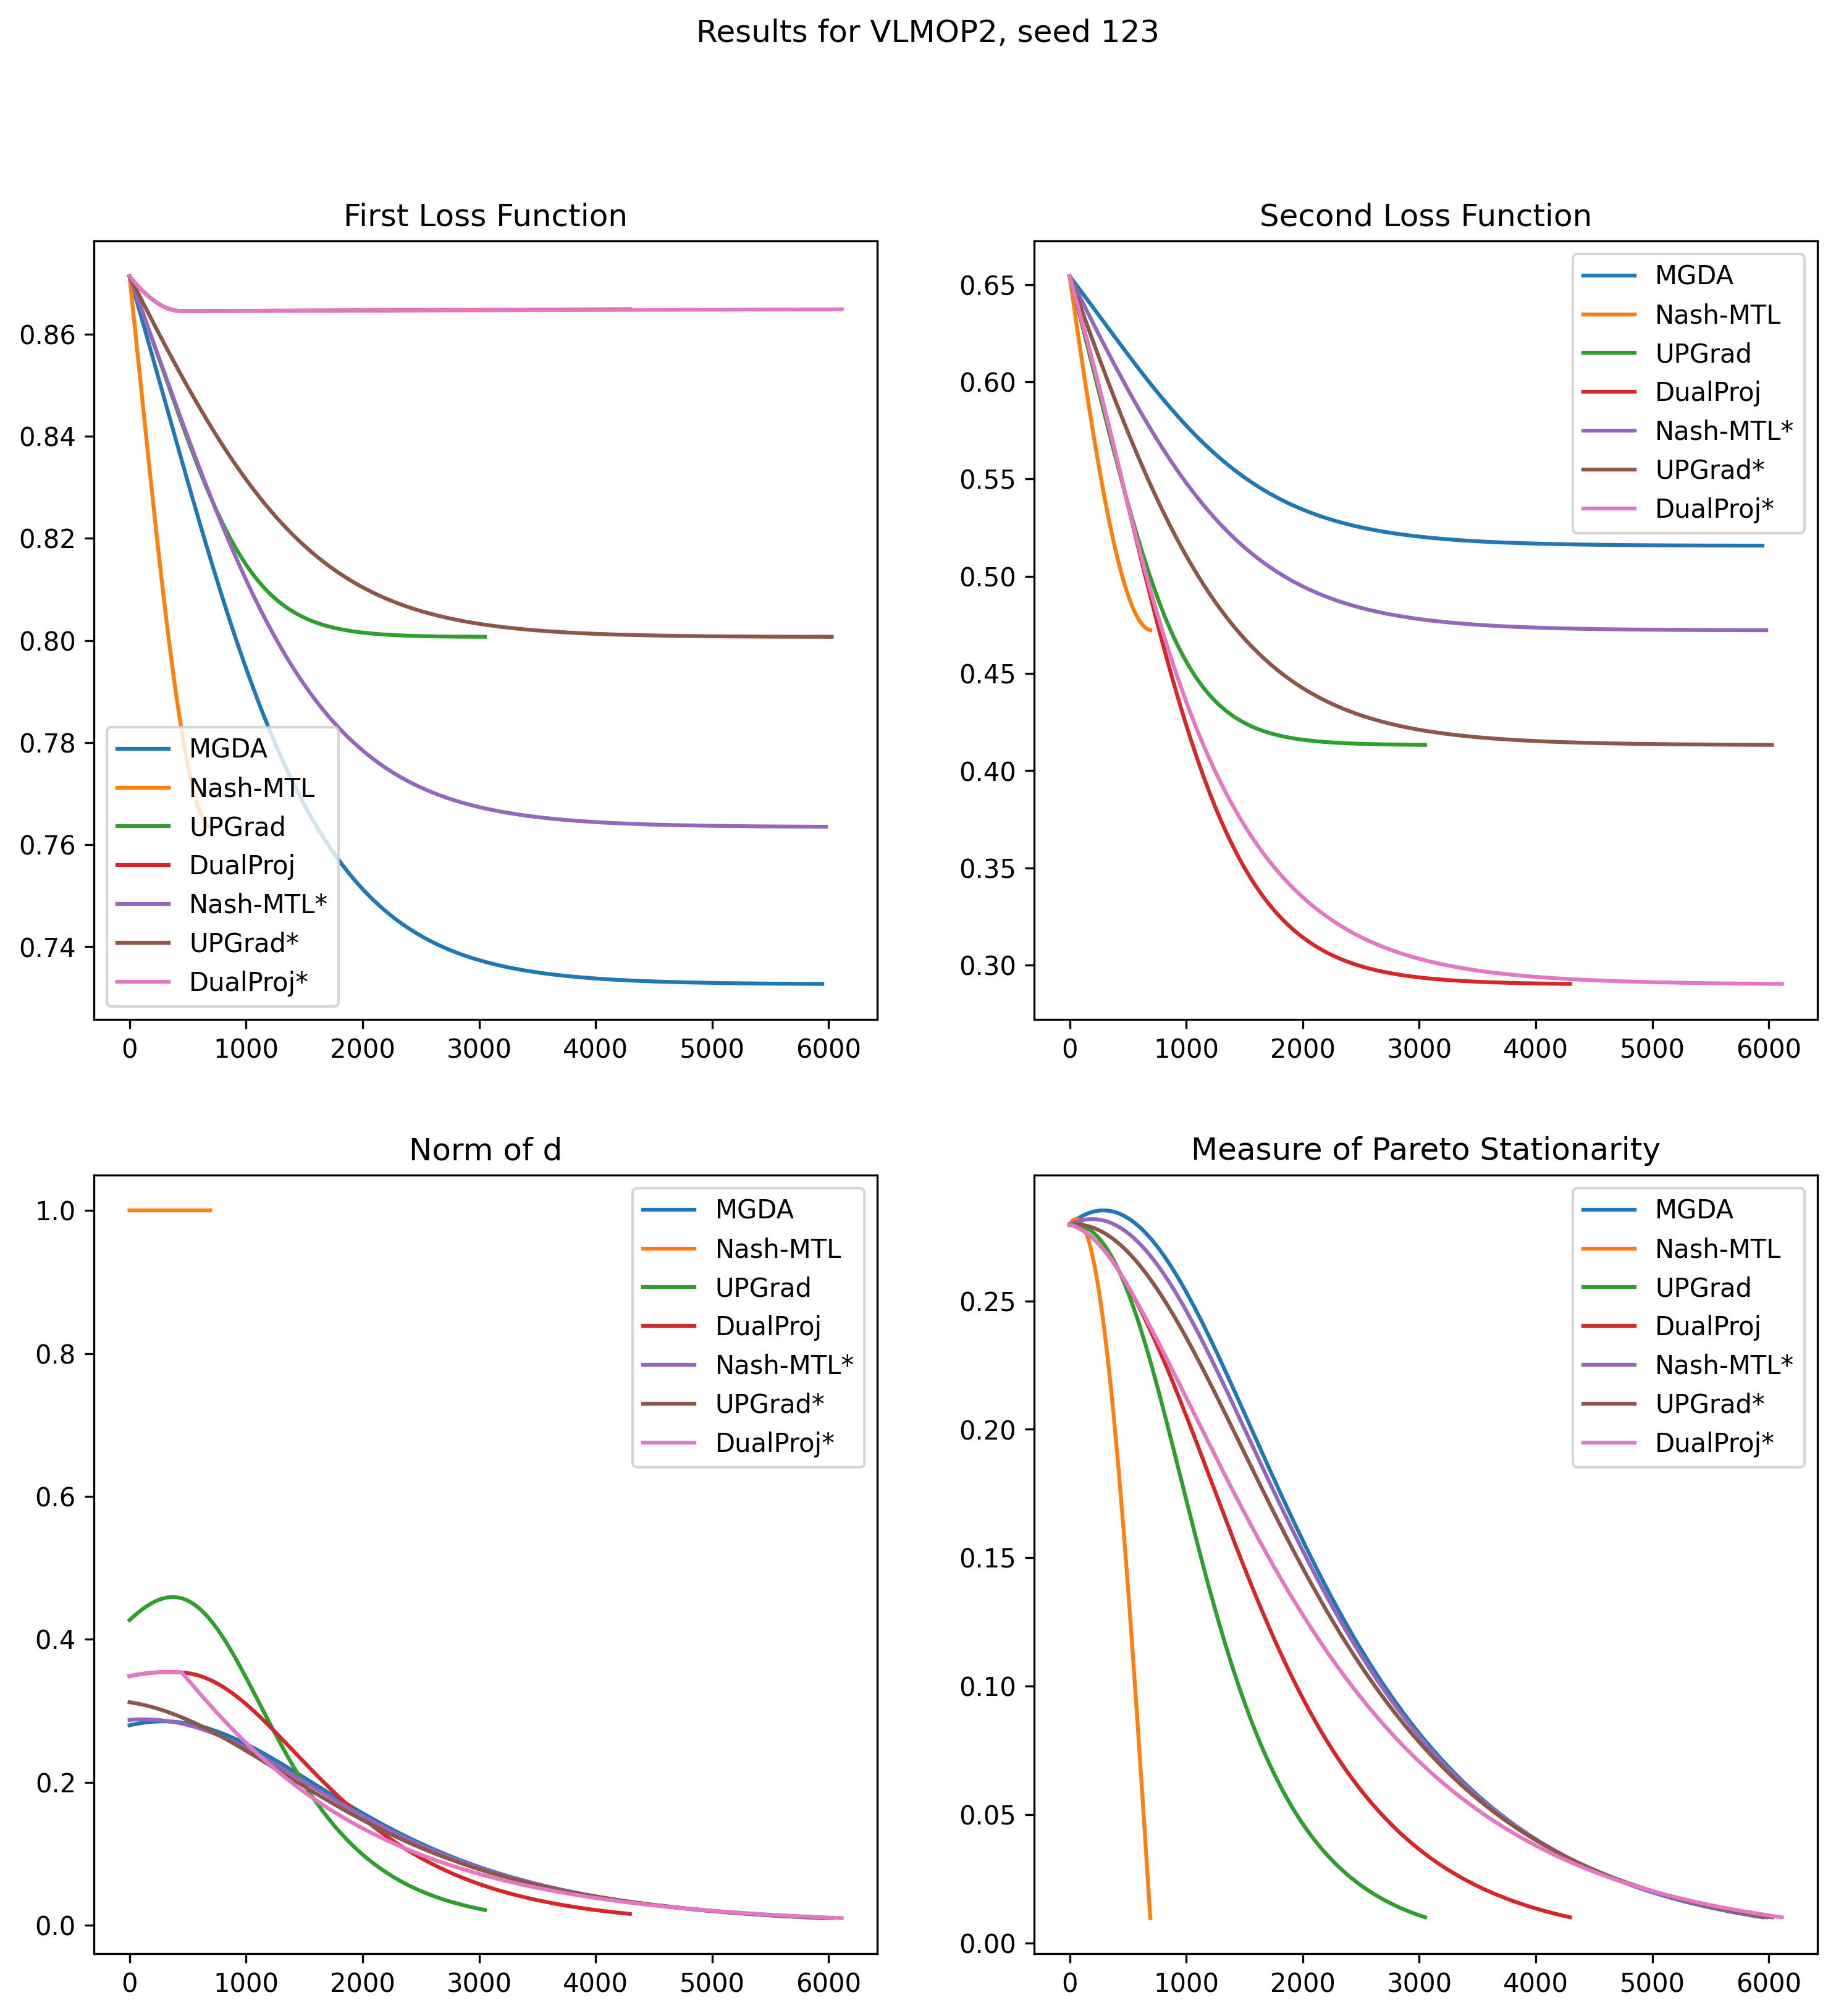 Results for VLMOP2, seed 123
First Loss Function
0.86
0.84
0.82
0.80
0.78
0.76
0.74
MGDA
Nash-MTL
UPGrad
DualProj
Nash-MTL*
UPGrad*
DualProj*
0 1000 2000 3000 4000 5000 6000
Second Loss Function
0.65
0.60
0.55
0.50
0.45
0.40
0.35
0.30
MGDA
Nash-MTL
UPGrad
DualProj
Nash-MTL*
UPGrad*
DualProj*
0 1000 2000 3000 4000 5000 6000
Norm of d
1.0
0.8
0.6
0.4
0.2
0.0
MGDA
Nash-MTL
UPGrad
DualProj
Nash-MTL*
UPGrad*
DualProj*
0 1000 2000 3000 4000 5000 6000
Measure of Pareto Stationarity
0.25
0.20
0.15
0.10
0.05
0.00
MGDA
Nash-MTL
UPGrad
DualProj
Nash-MTL*
UPGrad*
DualProj*
0 1000 2000 3000 4000 5000 6000